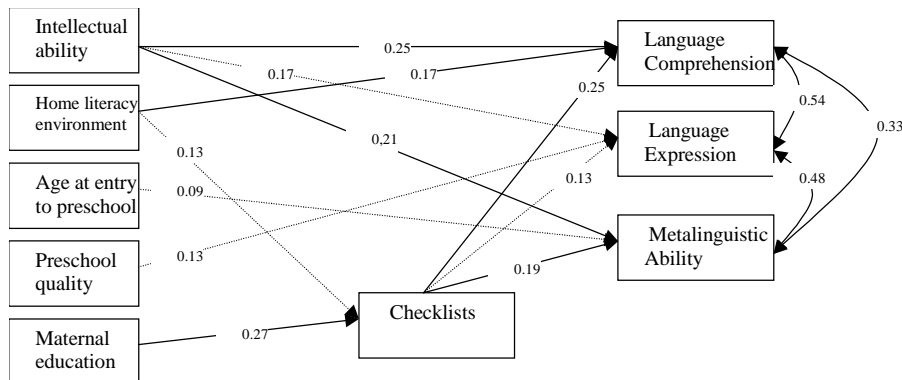 Intellectual
ability
Home literacy
environment
Age at entry
to preschool
Preschool
quality
Maternal
education
0.25
0.17
0.17
0,21
0.13
0.09
0.13
0.27
0.25
0.13
0.19
Checklists
Language
Comprehension
Language
Expression
Metalinguistic
Ability
0.54
0.33
0.48